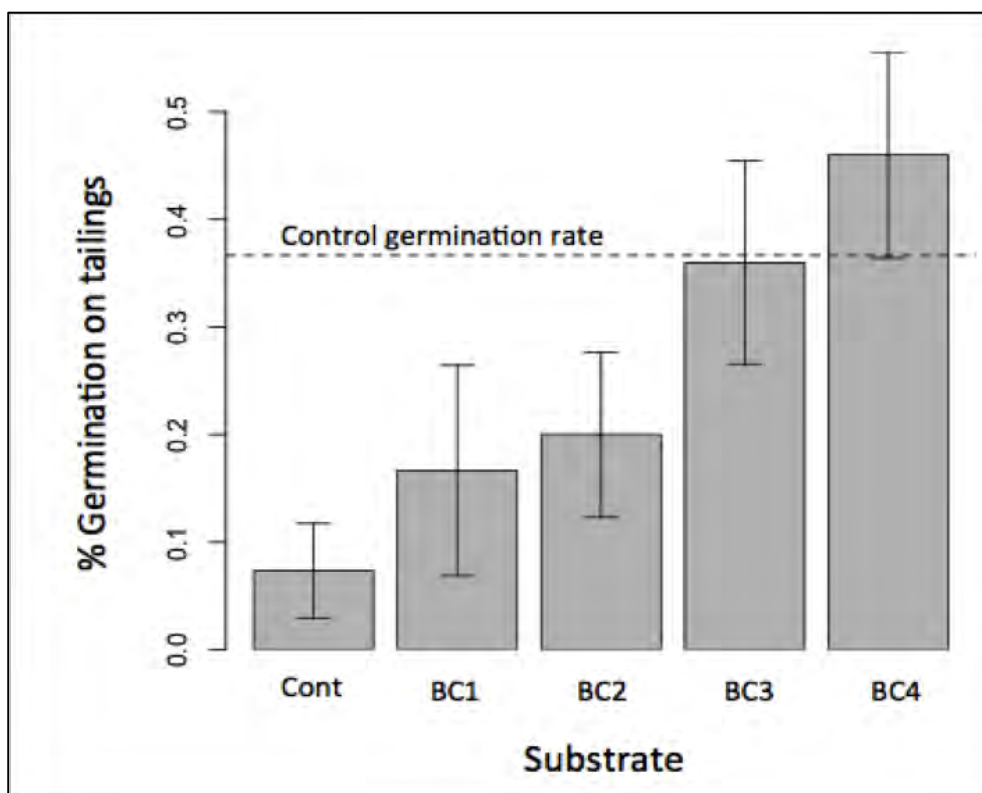 % Germination on tailings
0.5
0.4
0.3
0.2
0.1
0.0
Control germination rate
Cont BC1 BC2 BC3 BC4
Substrate